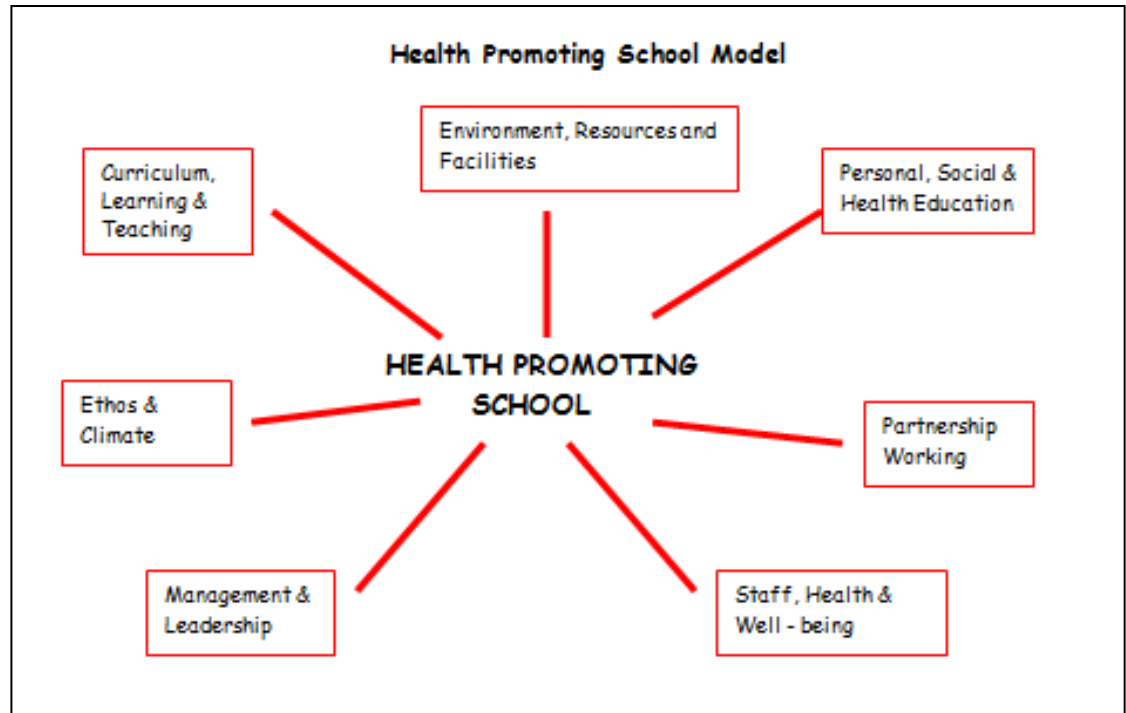 Health Promoting School Model
Environment, Resources and
Facilities
Curriculum,
Learning &
Teaching
Personal, Social &
Health Education
HEALTH PROMOTING
SCHOOL
Ethos &
Climate
Partnership
Working
Management &
Leadership
Staff, Health &
Well - being